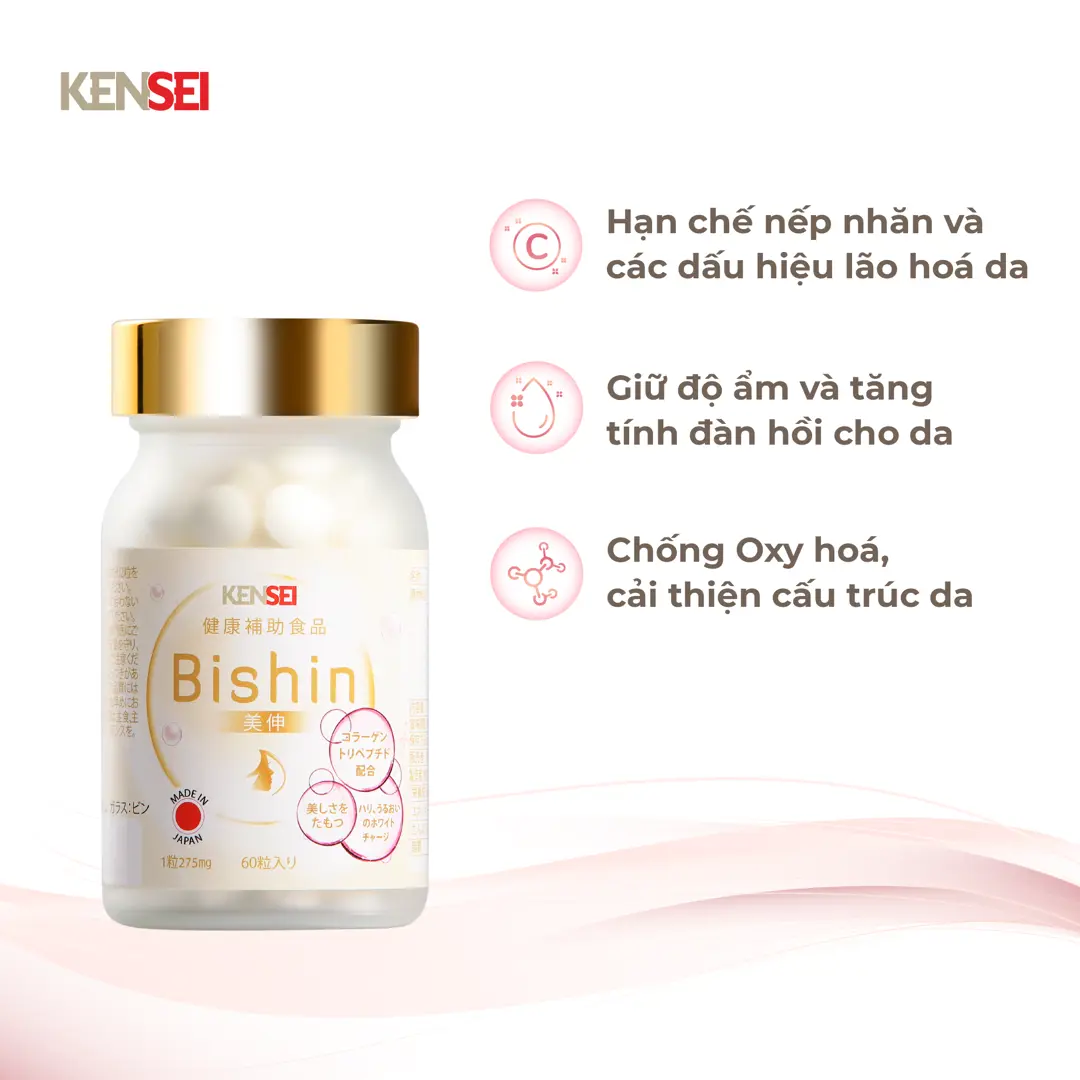 KENSEI
C
Hạn chế nếp nhăn và
các dấu hiệu lão hoá da
Giữ độ ẩm và tăng
tính đàn hồi cho da
Chống Oxy hoá,
cải thiện cấu trúc da
KENSEI
健康補助食品
Bishin
美伸
コラーゲン
トリペプチド
配合
美しさを
たもつ
ハリ、うるおい
のホワイト
チャージ
ガラス:ビン
MADE IN
JAPAN
1粒275mg
60粒入り